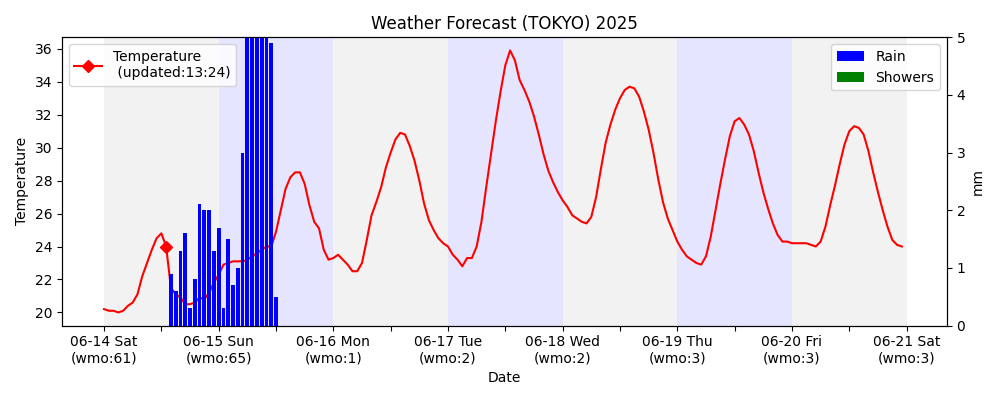 Weather Forecast (TOKYO) 2025
Temperature
(updated:13:24)
Rain
Showers
36
34
32
30
28
26
24
22
20
Temperature
5
4
3
2
1
0
mm
06-14 Sat
(wmo:61)
06-15 Sun
(wmo:65)
06-16 Mon
(wmo:1)
06-17 Tue
(wmo:2)
06-18 Wed
(wmo:2)
06-19 Thu
(wmo:3)
06-20 Fri
(wmo:3)
06-21 Sat
(wmo:3)
Date